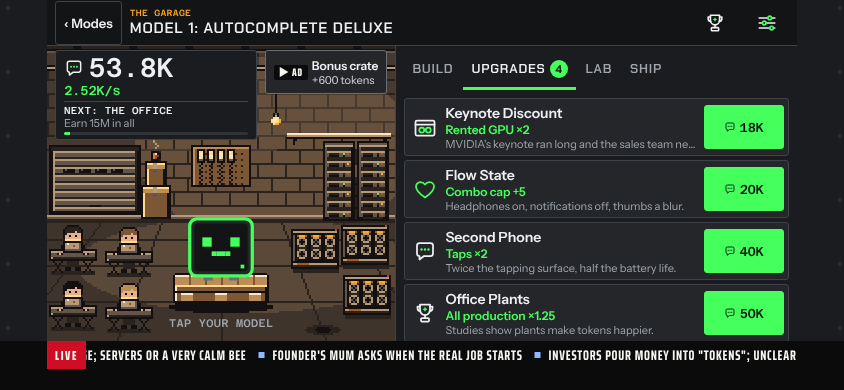 ‹ Modes
THE GARAGE
MODEL 1: AUTOCOMPLETE DELUXE
53.8K
2.52K/s
NEXT: THE OFFICE
Earn 15M in all
AD
Bonus crate
+600 tokens
TAP YOUR MODEL
BUILD
UPGRADES 4
LAB
SHIP
Keynote Discount
Rented GPU ×2
MVIDIA's keynote ran long and the sales team ne...
18K
Flow State
Combo cap +5
Headphones on, notifications off, thumbs a blur.
20K
Second Phone
Taps ×2
Twice the tapping surface, half the battery life.
40K
Office Plants
All production ×1.25
Studies show plants make tokens happier.
50K
LIVE
; SERVERS OR A VERY CALM BEE ▪ FOUNDER'S MUM ASKS WHEN THE REAL JOB STARTS ▪ INVESTORS POUR MONEY INTO "TOKENS"; UNCLEAR